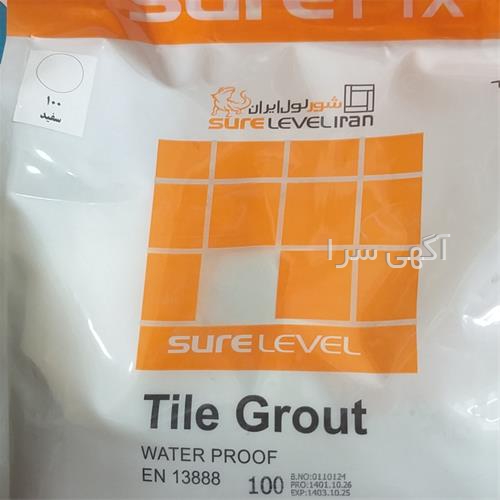 SUREFIX
۱۰۰
سفید
شورلول ایران
SURE LEVEL Iran
آگهی سرا
SURE LEVEL
Tile Grout
WATER PROOF
EN 13888
100
B.NO:0110124
PRO:1401.10.26
EXP:1403.10.25